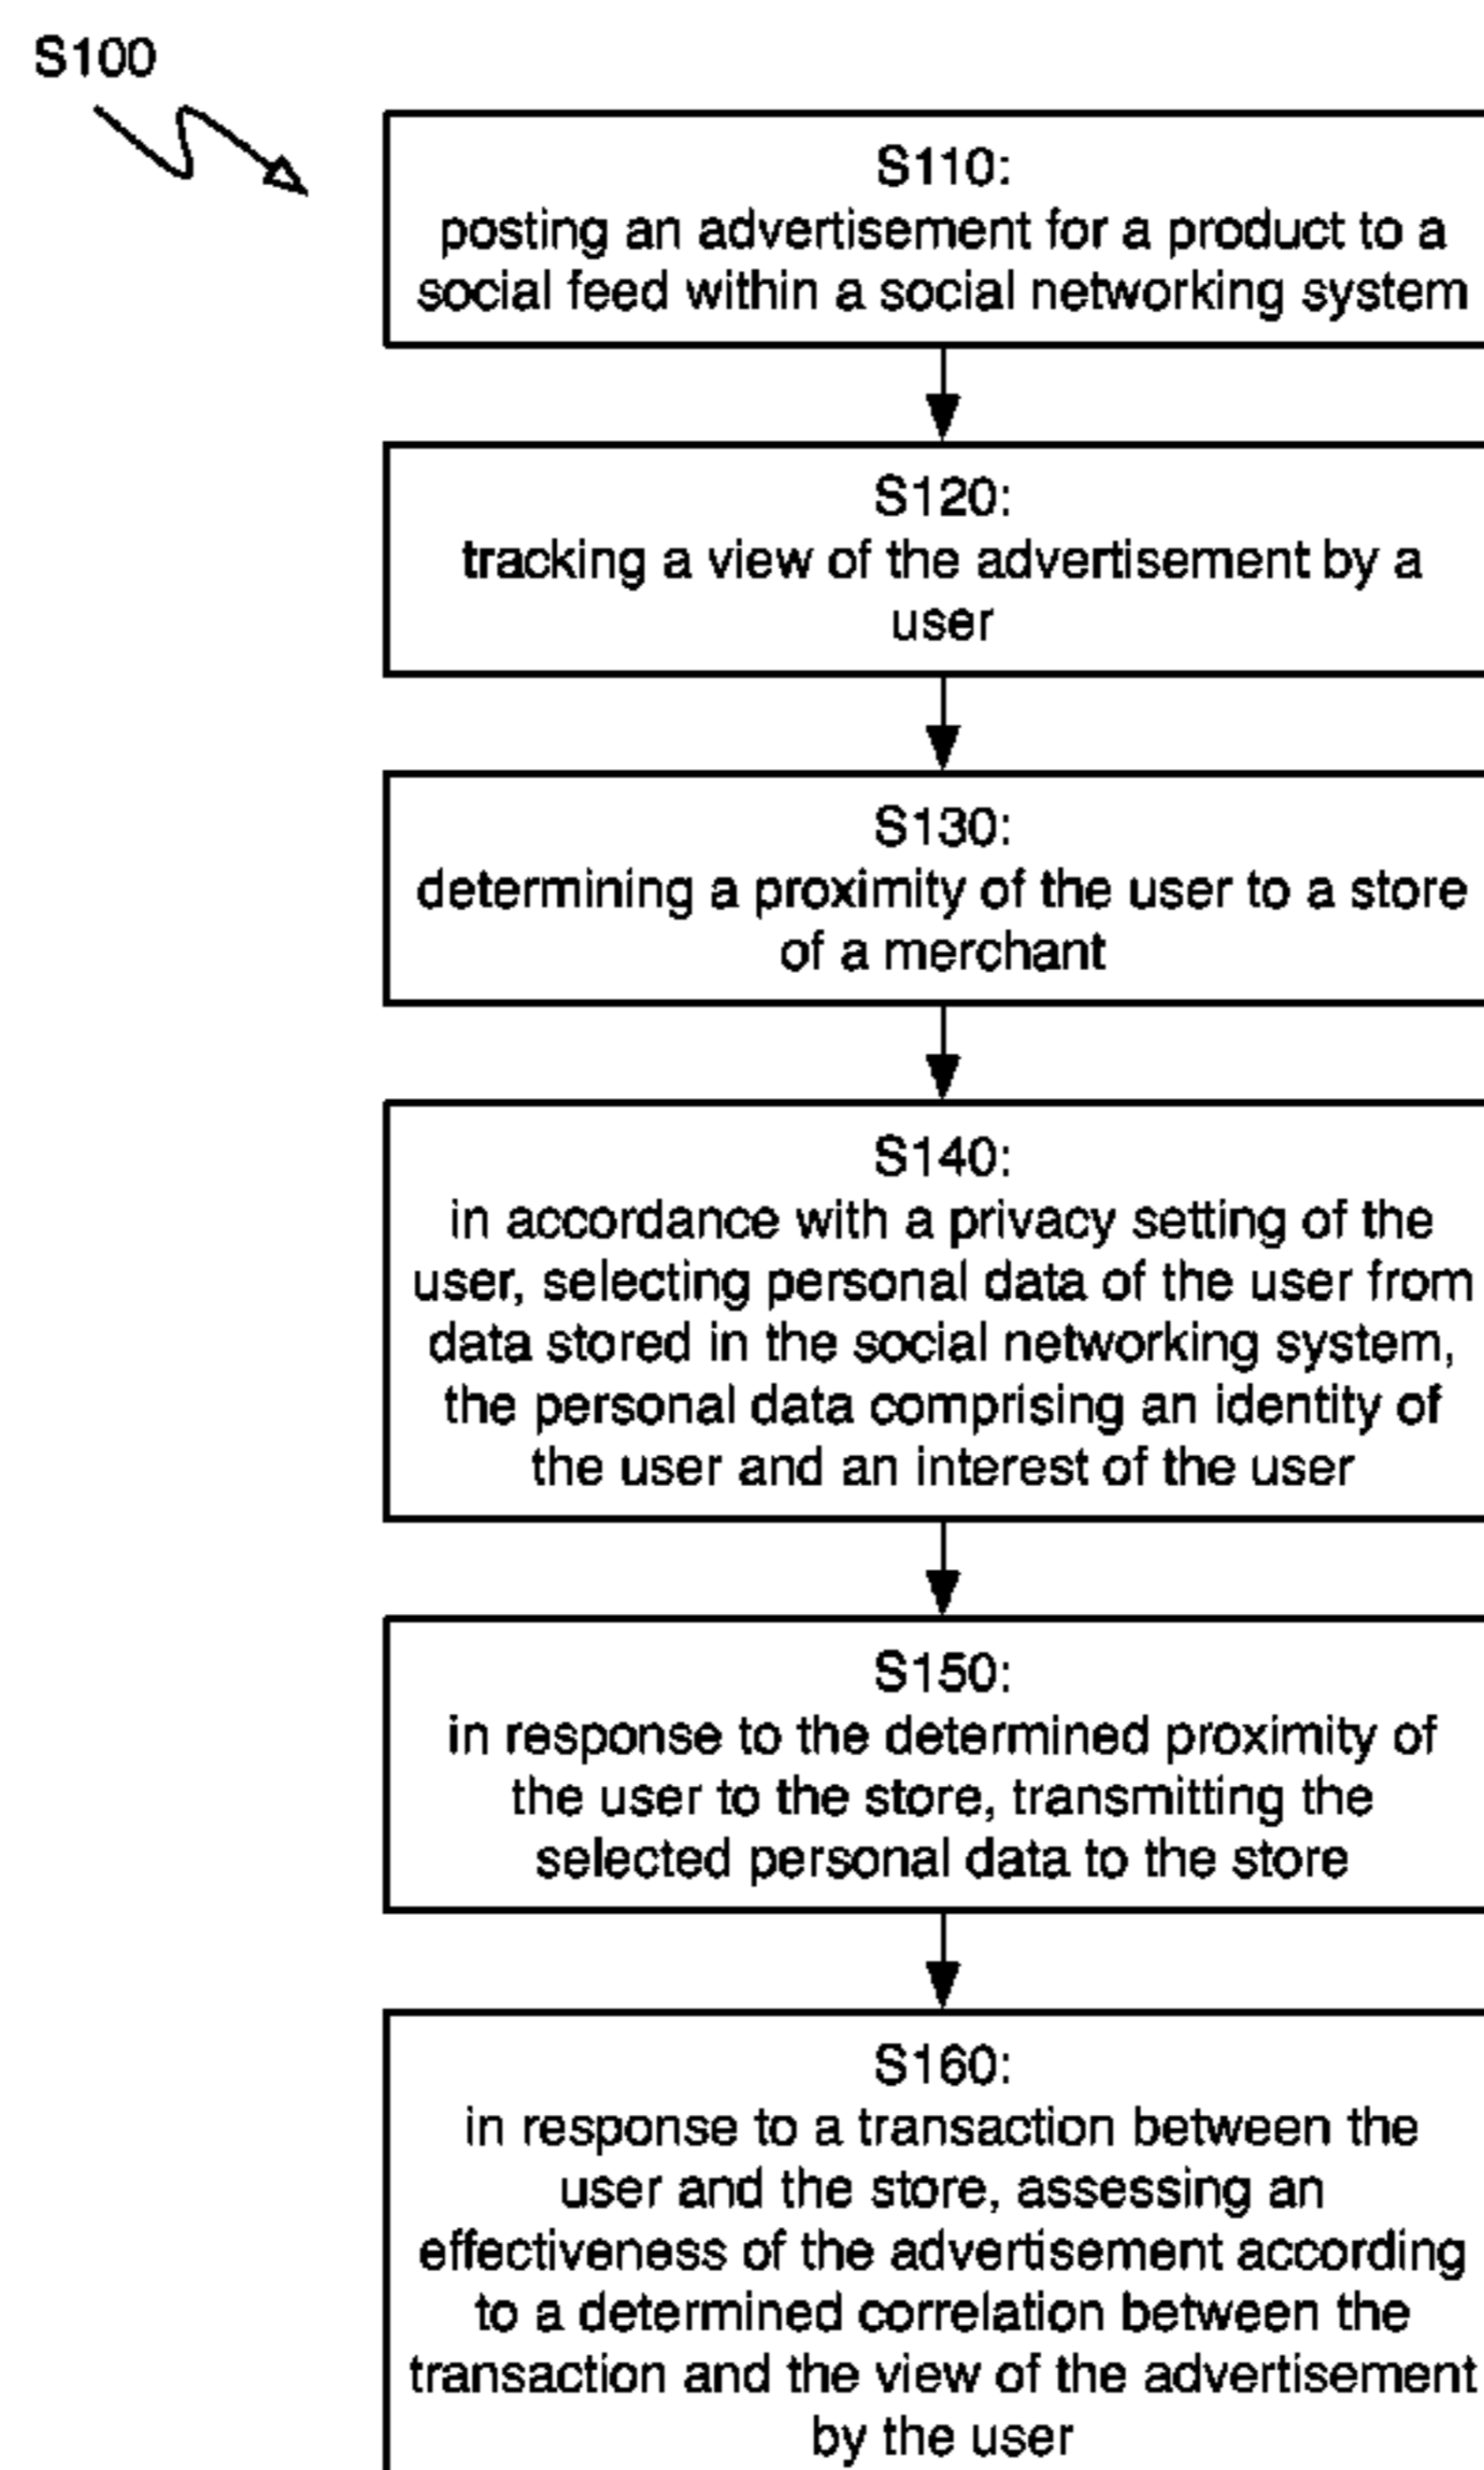 S100
S110:
posting an advertisement for a product to a
social feed within a social networking system
S120:
tracking a view of the advertisement by a
user
S130:
determining a proximity of the user to a store
of a merchant
S140:
in accordance with a privacy setting of the
user, selecting personal data of the user from
data stored in the social networking system,
the personal data comprising an identity of
the user and an interest of the user
S150:
in response to the determined proximity of
the user to the store, transmitting the
selected personal data to the store
S160:
in response to a transaction between the
user and the store, assessing an
effectiveness of the advertisement according
to a determined correlation between the
transaction and the view of the advertisement
by the user